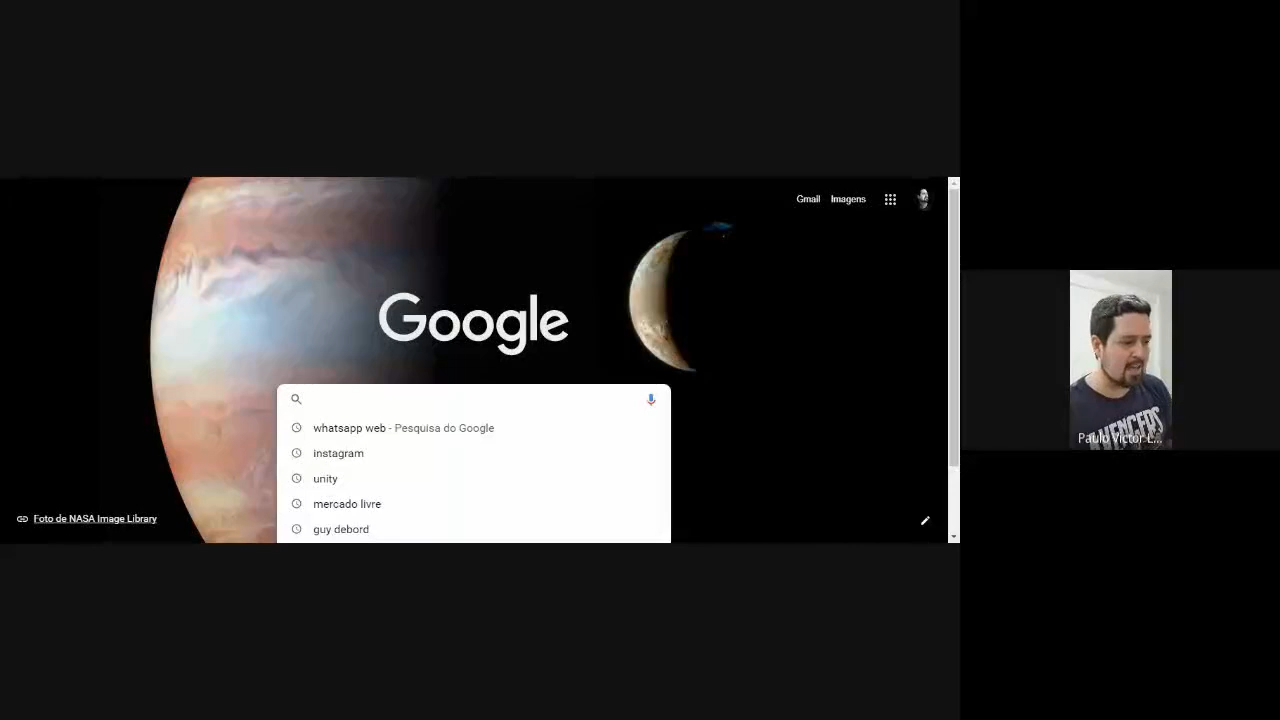 Gmail Imagens
Google
whatsapp web - Pesquisa do Google
instagram
unity
mercado livre
guy debord
Foto de NASA Image Library
AVENGERS
Paulo Victor L...